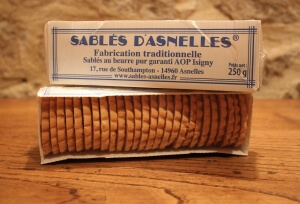 SABLÉS D'ASNELLES®
Fabrication traditionnelle
Sablés au beurre pur garanti AOP Isigny
17, rue de Southampton - 14960 Asnelles
www.sables-asnelles.fr
Poids net
250 g